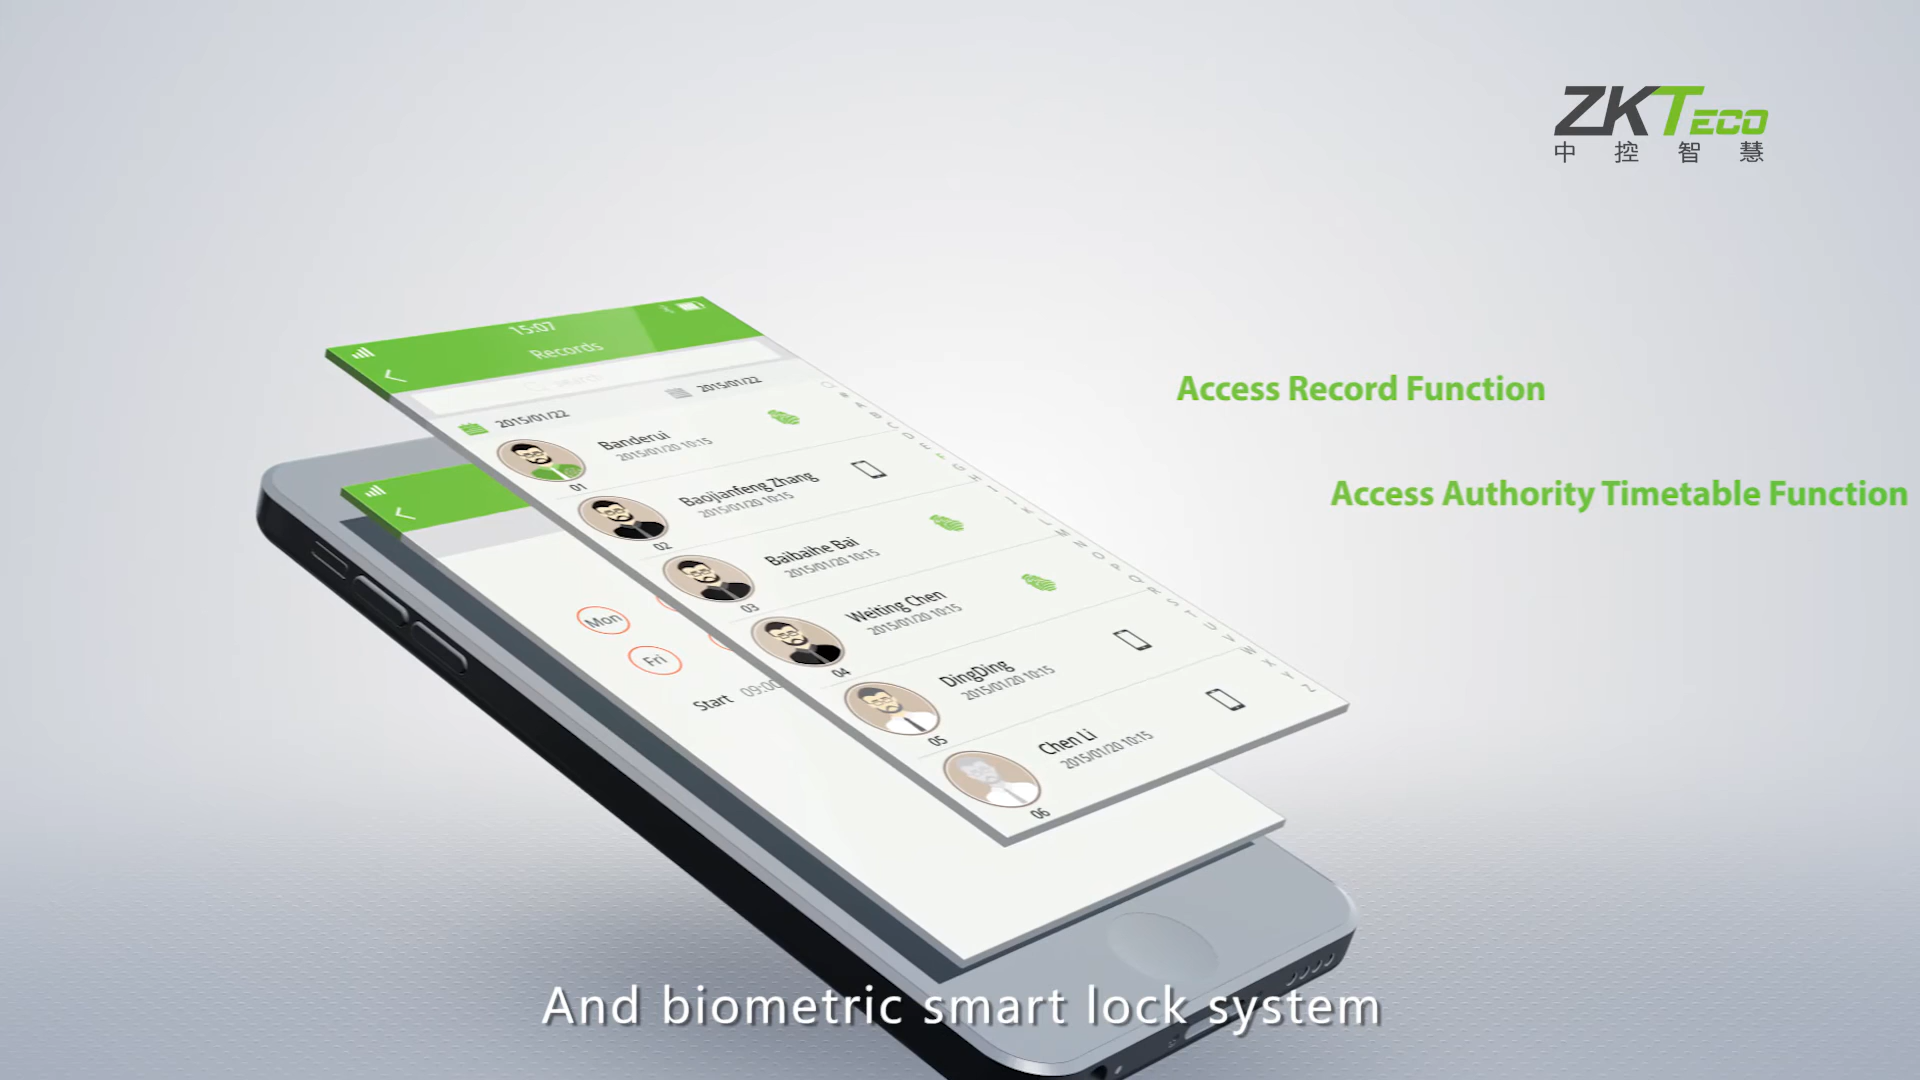 ZKTECO
中控智慧
15:07
Records
2015/01/22
2015/01/22
Banderui
2015/01/20 10:15
01
Baojianfeng Zhang
2015/01/20 10:15
02
Baibaihe Bai
2015/01/20 10:15
03
Weiting Chen
2015/01/20 10:15
04
DingDing
2015/01/20 10:15
05
Chen Li
2015/01/20 10:15
06
A
B
C
D
E
F
G
H
I
J
K
L
M
N
O
P
Q
R
S
T
U
V
W
X
Y
Z
Mon
Fri
Start 09:00
Access Record Function
Access Authority Timetable Function
And biometric smart lock system